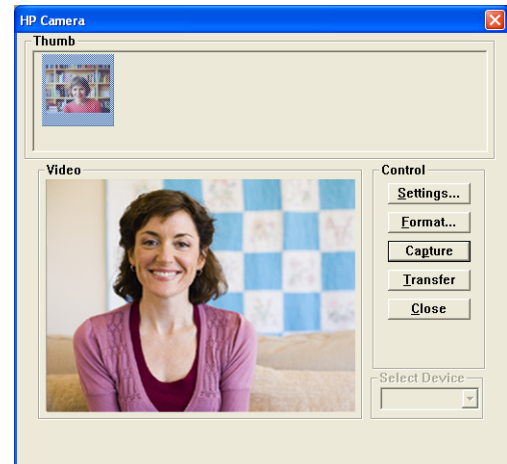 HP Camera
Thumb
Video
Control
Settings...
Format...
Capture
Transfer
Close
Select Device